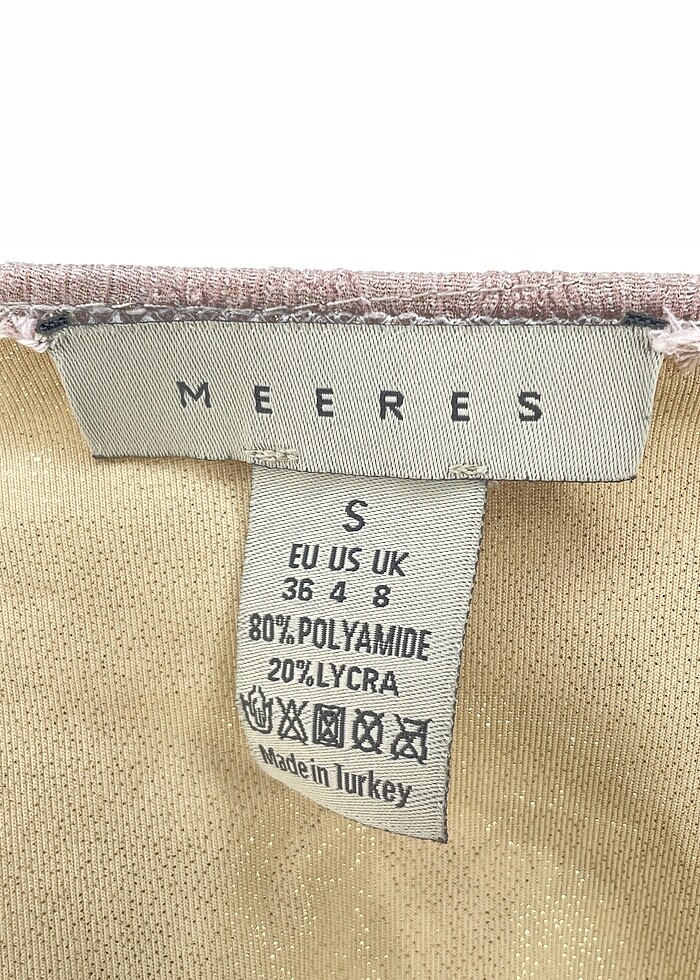 MEERES
S
EU US UK
36 4 8
80% POLYAMIDE
20% LYCRA
Made in Turkey